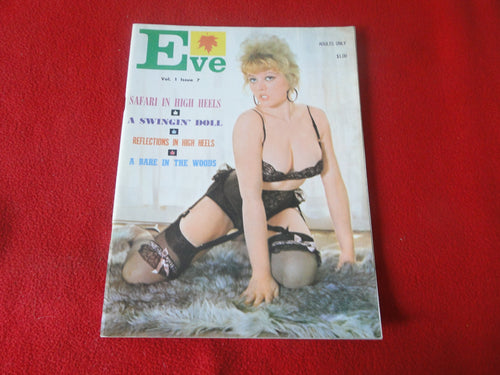 Eve
Vol. 1 Issue 7
ADULTS ONLY
$3.00
SAFARI IN HIGH HEELS
A SWINGIN' DOLL
REFLECTIONS IN HIGH HEELS
A BABE IN THE WOODS